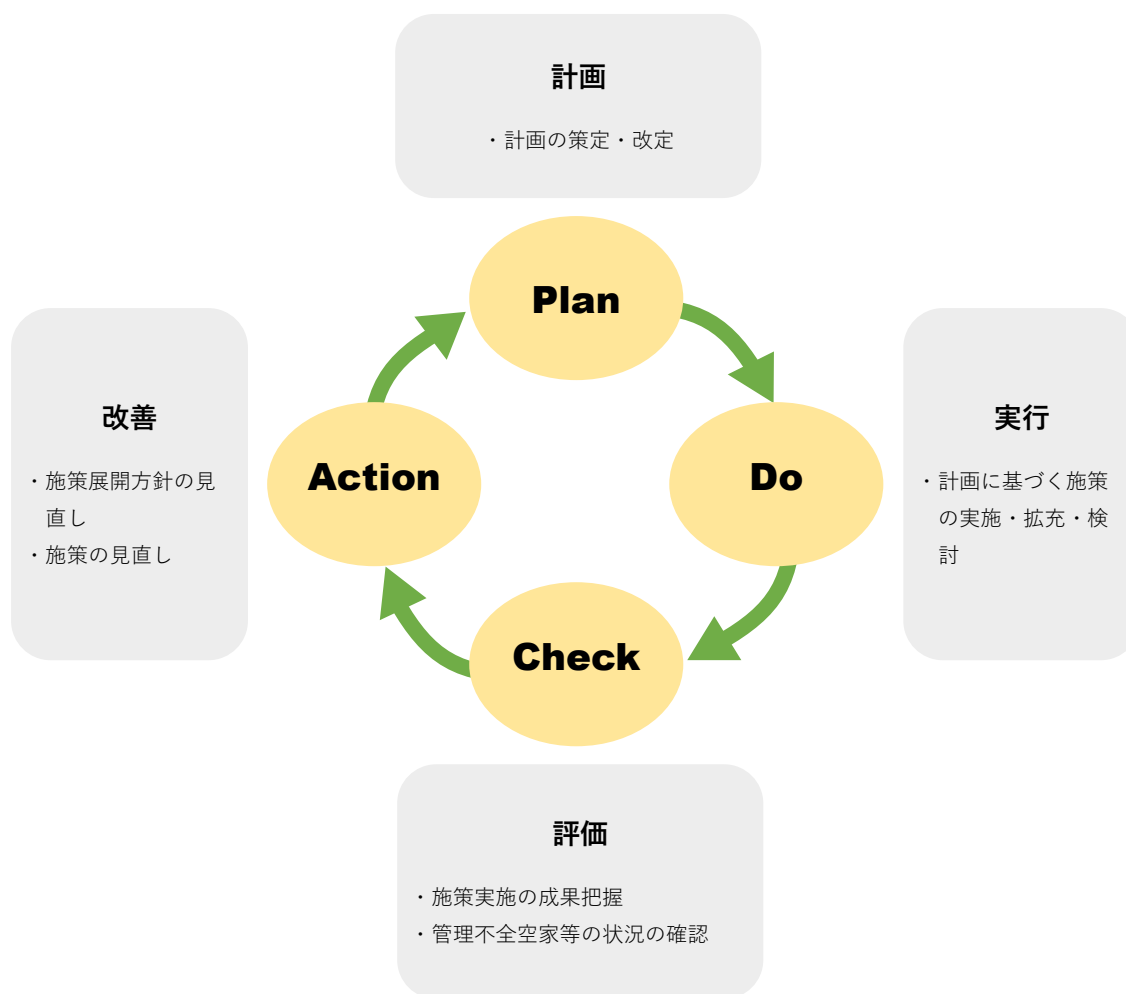 計画
・計画の策定・改定
Plan
改善
・施策展開方針の見
直し
・施策の見直し
Action
Do
実行
・計画に基づく施策
の実施・拡充・検
討
Check
評価
・施策実施の成果把握
・管理不全空家等の状況の確認